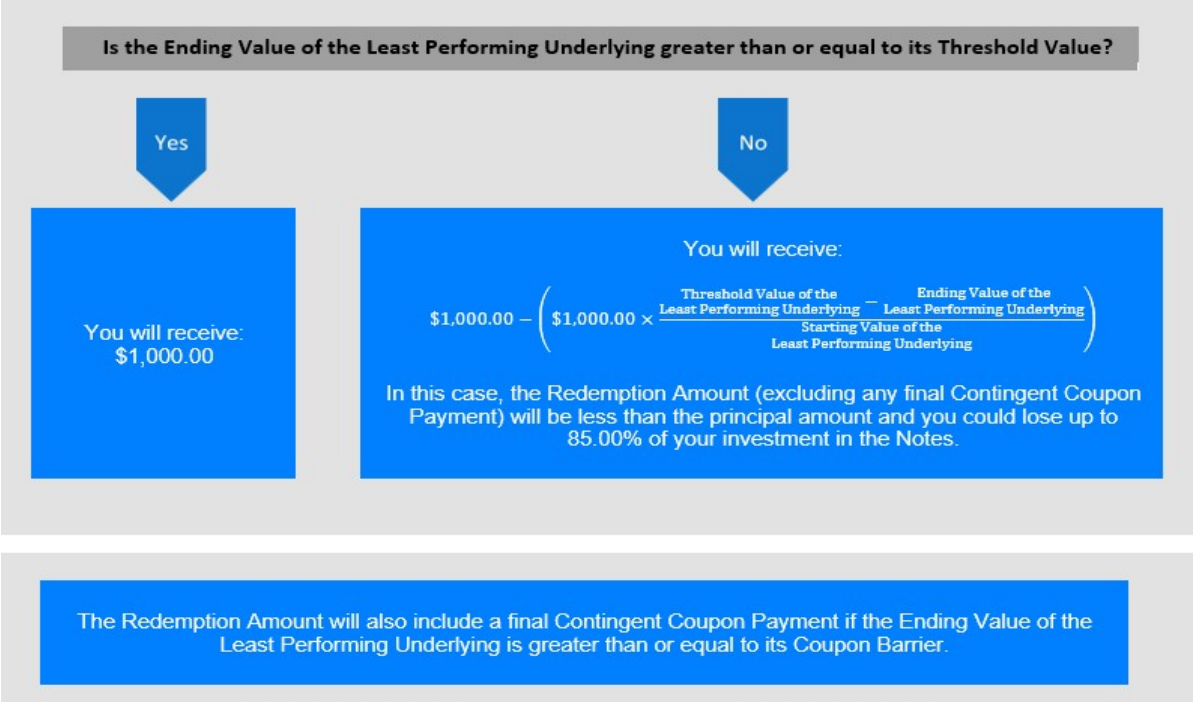 Is the Ending Value of the Least Performing Underlying greater than or equal to its Threshold Value?
Yes
No
You will receive:
$1,000.00
You will receive:
$1,000.00 − ( $1,000.00 × (Threshold Value of the Least Performing Underlying − Ending Value of the Least Performing Underlying) / Starting Value of the Least Performing Underlying )
In this case, the Redemption Amount (excluding any final Contingent Coupon
Payment) will be less than the principal amount and you could lose up to
85.00% of your investment in the Notes.
The Redemption Amount will also include a final Contingent Coupon Payment if the Ending Value of the
Least Performing Underlying is greater than or equal to its Coupon Barrier.